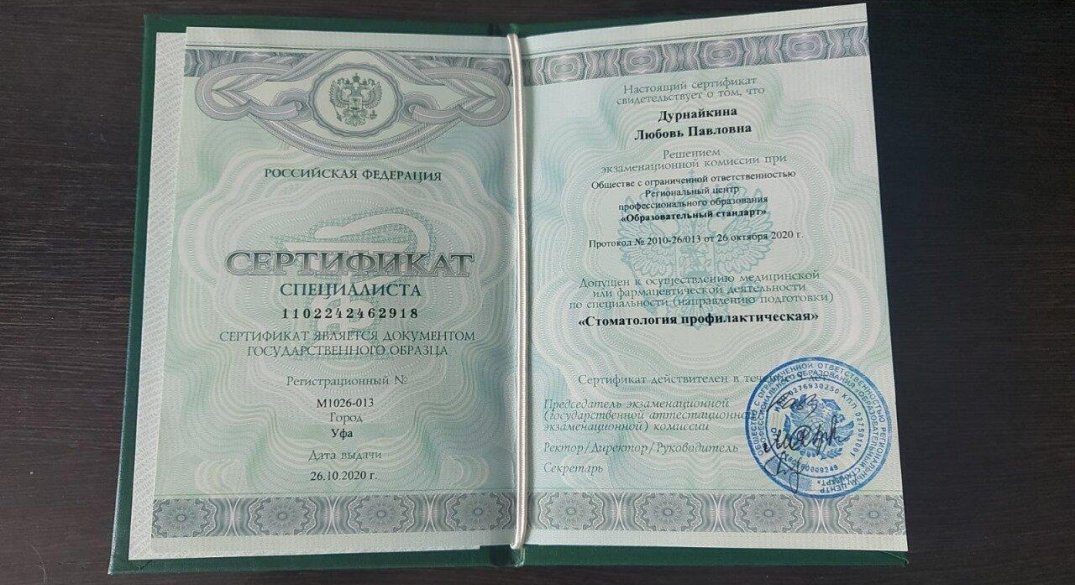 РОССИЙСКАЯ ФЕДЕРАЦИЯ
СЕРТИФИКАТ
СПЕЦИАЛИСТА
1102242462918
СЕРТИФИКАТ ЯВЛЯЕТСЯ ДОКУМЕНТОМ
ГОСУДАРСТВЕННОГО ОБРАЗЦА
Регистрационный №
М1026-013
Город
Уфа
Дата выдачи
26.10.2020 г.
Настоящий сертификат
свидетельствует о том, что
Дурнайкина
Любовь Павловна
Решением
экзаменационной комиссии при
Обществе с ограниченной ответственностью
Региональный центр
профессионального образования
«Образовательный стандарт»
Протокол № 2010-26/013 от 26 октября 2020 г.
Допущен к осуществлению медицинской
или фармацевтической деятельности
по специальности (направлению подготовки)
«Стоматология профилактическая»
Сертификат действителен в
Председатель экзаменационной
(государственной аттестационно
экзаменационной) комиссии
Ректор/Директор/Руководитель
Секретарь